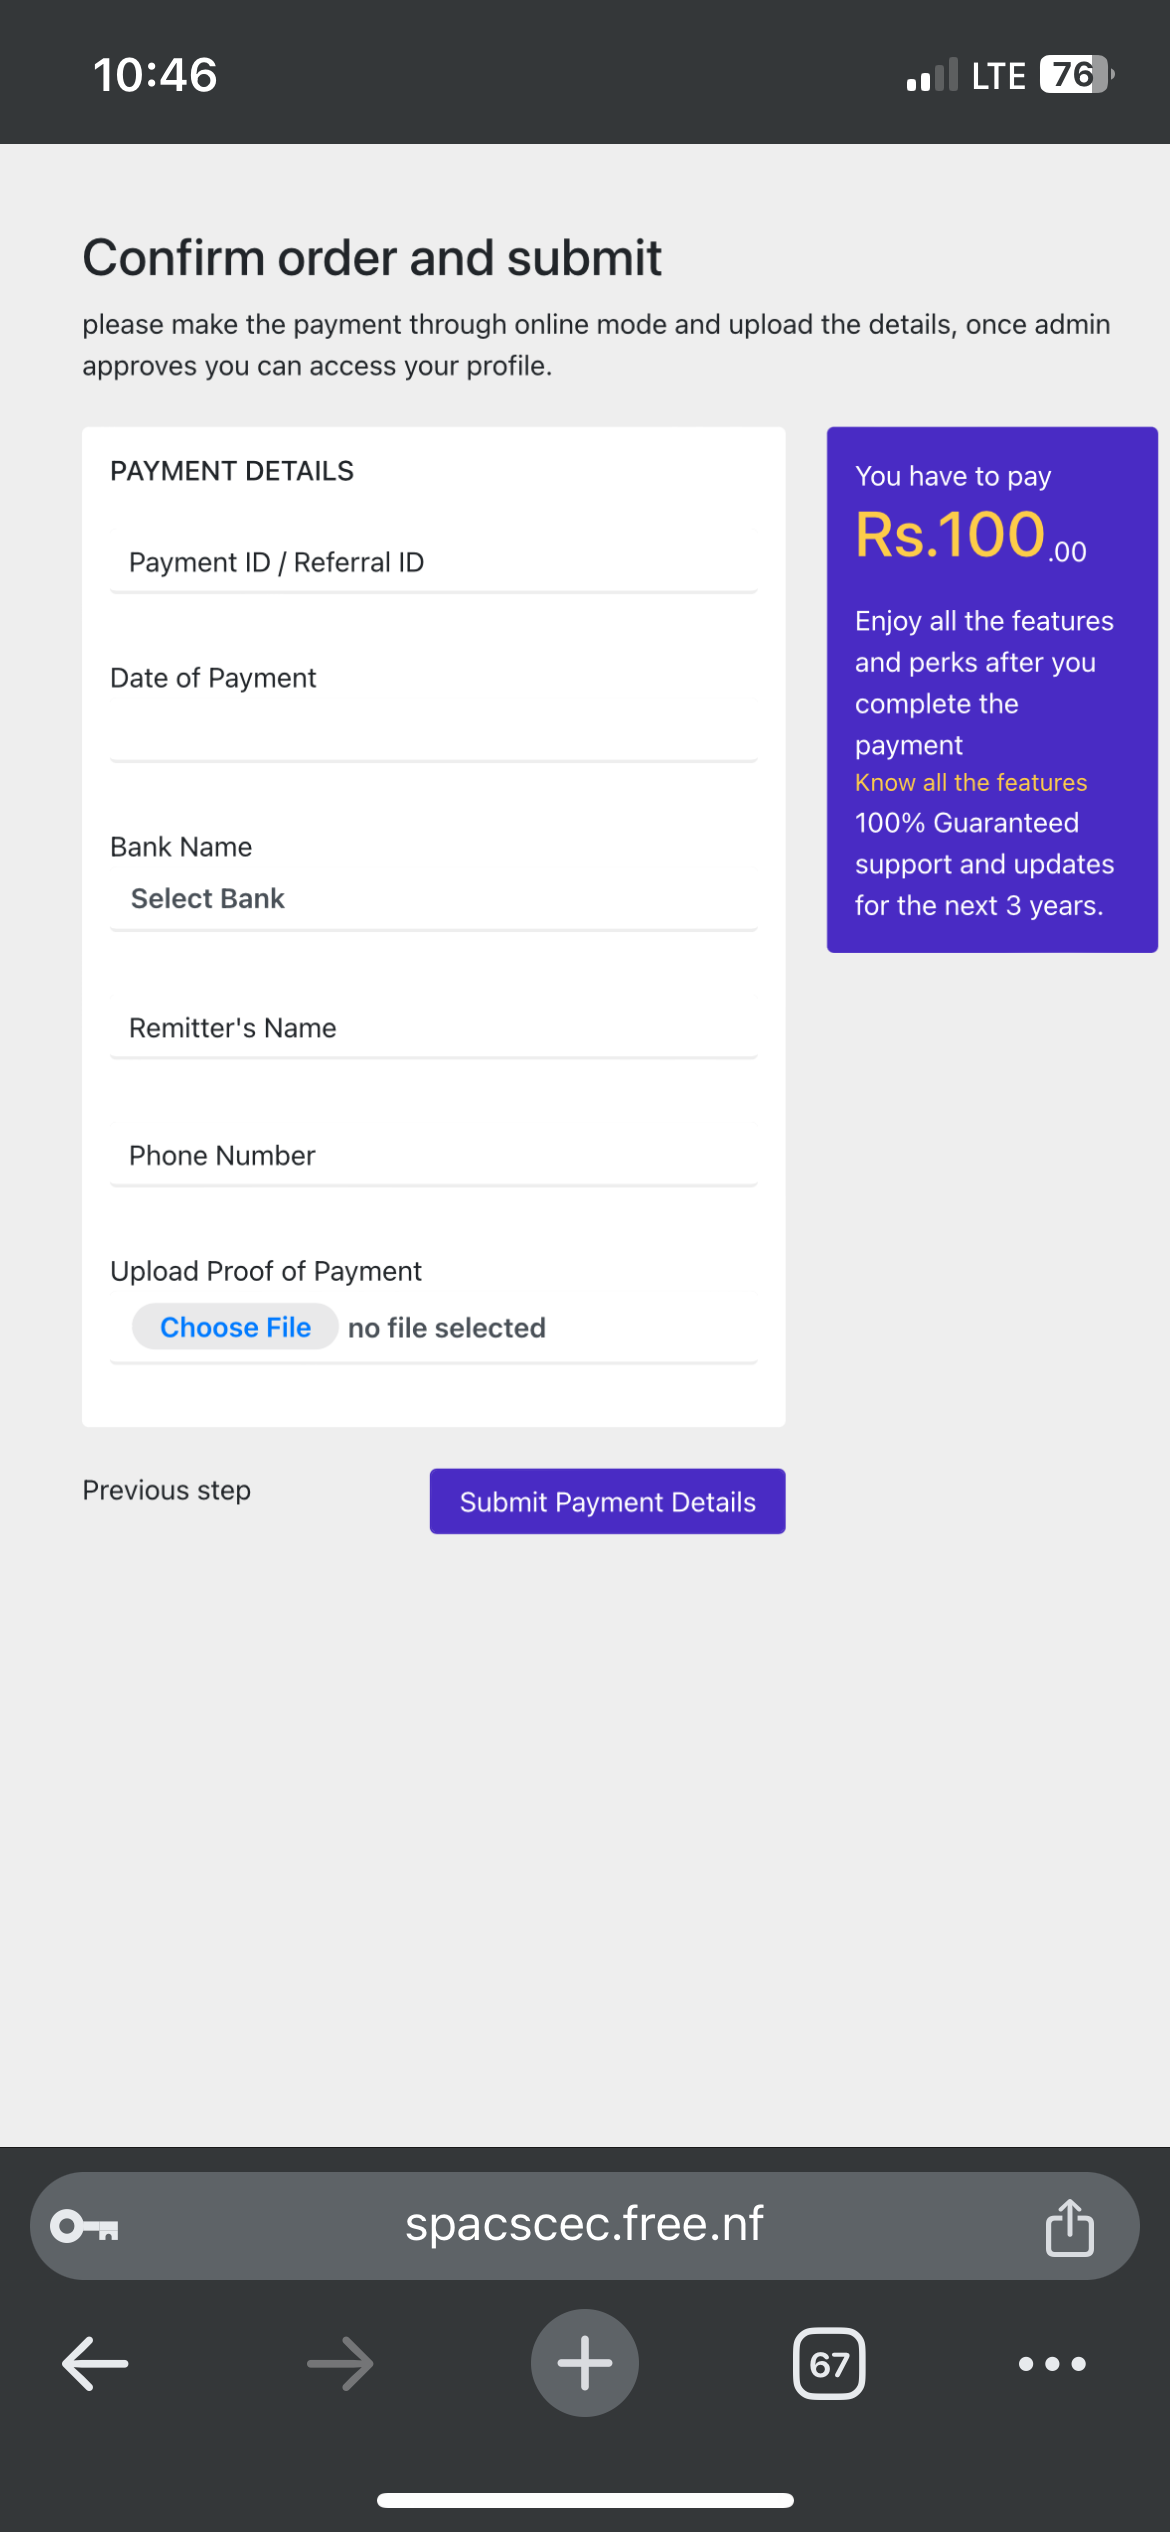 10:46
LTE 76
Confirm order and submit
please make the payment through online mode and upload the details, once admin
approves you can access your profile.
PAYMENT DETAILS
Payment ID / Referral ID
Date of Payment
Bank Name
Select Bank
Remitter's Name
Phone Number
Upload Proof of Payment
Choose File no file selected
Previous step
Submit Payment Details
You have to pay
Rs.100.00
Enjoy all the features
and perks after you
complete the
payment
Know all the features
100% Guaranteed
support and updates
for the next 3 years.
spacscec.free.nf
67